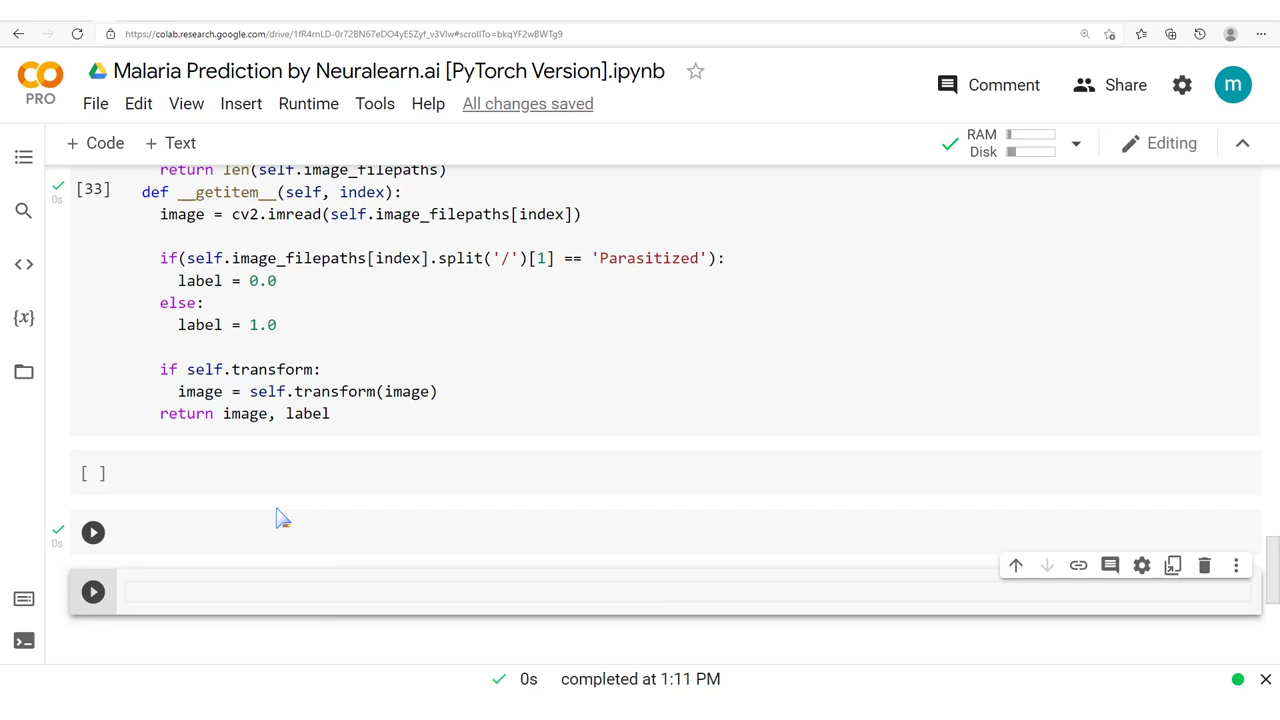 https://colab.research.google.com/drive/1fR4rnLD-0r72BN67eDO4yE5Zyf_v3Vlw#scrollTo=bkqYF2wBWTg9
CO
PRO
Malaria Prediction by Neuralearn.ai [PyTorch Version].ipynb
File Edit View Insert Runtime Tools Help All changes saved
Comment Share m
+ Code + Text
RAM
Disk
Editing
return len(self.image_filepaths)
0s [33] def __getitem__(self, index):
image = cv2.imread(self.image_filepaths[index])
if(self.image_filepaths[index].split('/')[1] == 'Parasitized'):
label = 0.0
else:
label = 1.0
if self.transform:
image = self.transform(image)
return image, label
{x}
[ ]
0s
0s completed at 1:11 PM